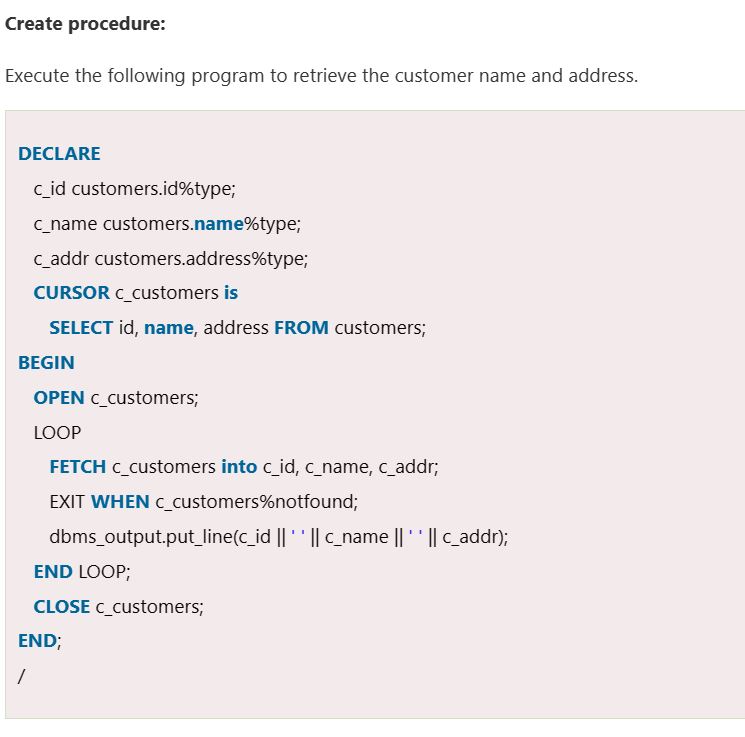 Create procedure:
Execute the following program to retrieve the customer name and address.
DECLARE
c_id customers.id%type;
c_name customers.name%type;
c_addr customers.address%type;
CURSOR c_customers is
SELECT id, name, address FROM customers;
BEGIN
OPEN c_customers;
LOOP
FETCH c_customers into c_id, c_name, c_addr;
EXIT WHEN c_customers%notfound;
dbms_output.put_line(c_id || ' ' || c_name || ' ' || c_addr);
END LOOP;
CLOSE c_customers;
END;
/